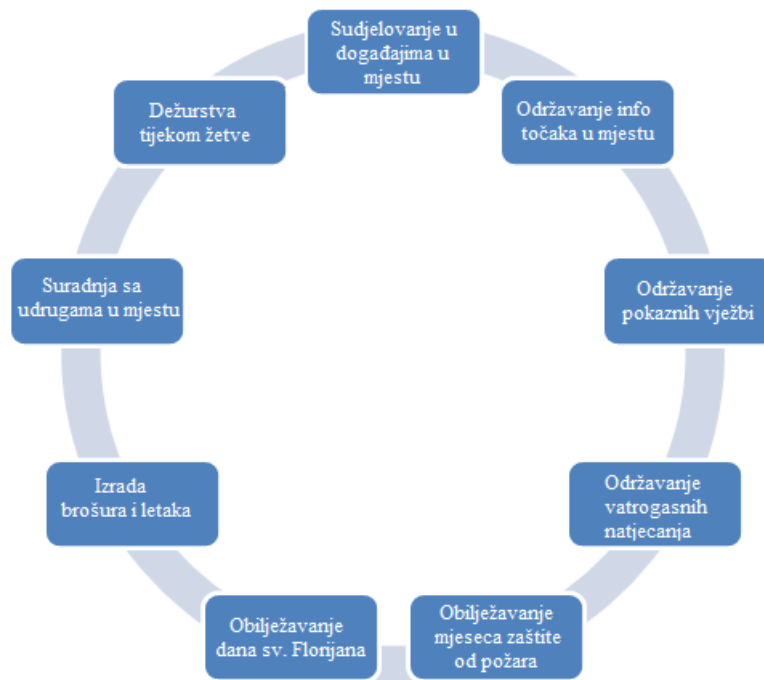 Sudjelovanje u
događajima u
mjestu
Održavanje info
točaka u mjestu
Održavanje
pokaznih vježbi
Održavanje
vatrogasnih
natjecanja
Obilježavanje
mjeseca zaštite
od požara
Obilježavanje
dana sv. Florijana
Izrada
brošura i letaka
Suradnja sa
udrugama u mjestu
Dežurstva
tijekom žetve